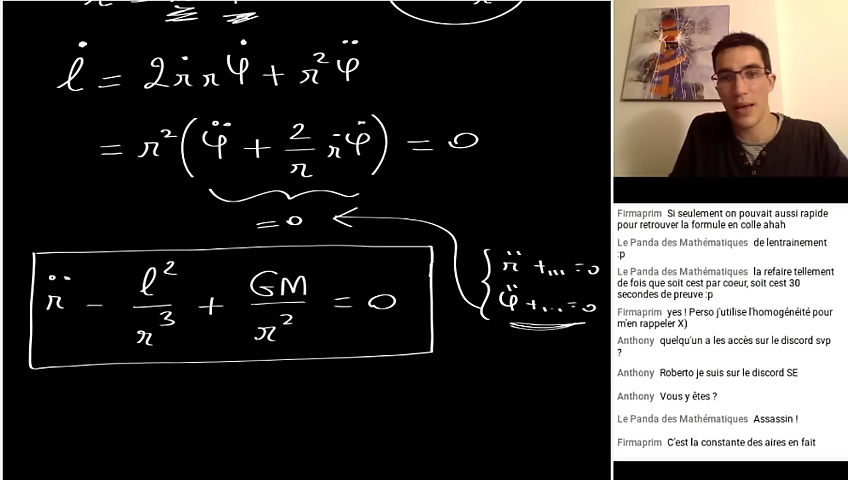 l̇ = 2ṙrφ̇ + r²φ̈
= r²(φ̈ + 2/r ṙφ̇) = 0
= 0
r̈ - l²/r³ + GM/r² = 0
r̈ + ... = 0
φ̈ + ... = 0
Firmaprim Si seulement on pouvait aussi rapide
pour retrouver la formule en colle ahah
Le Panda des Mathématiques de lentrainement
:p
Le Panda des Mathématiques la refaire tellement
de fois que soit cest par coeur, soit cest 30
secondes de preuve :p
Firmaprim yes ! Perso j'utilise l'homogénéité pour
m'en rappeler X)
Anthony quelqu'un a les accès sur le discord svp
?
Anthony Roberto je suis sur le discord SE
Anthony Vous y êtes ?
Le Panda des Mathématiques Assassin !
Firmaprim C'est la constante des aires en fait